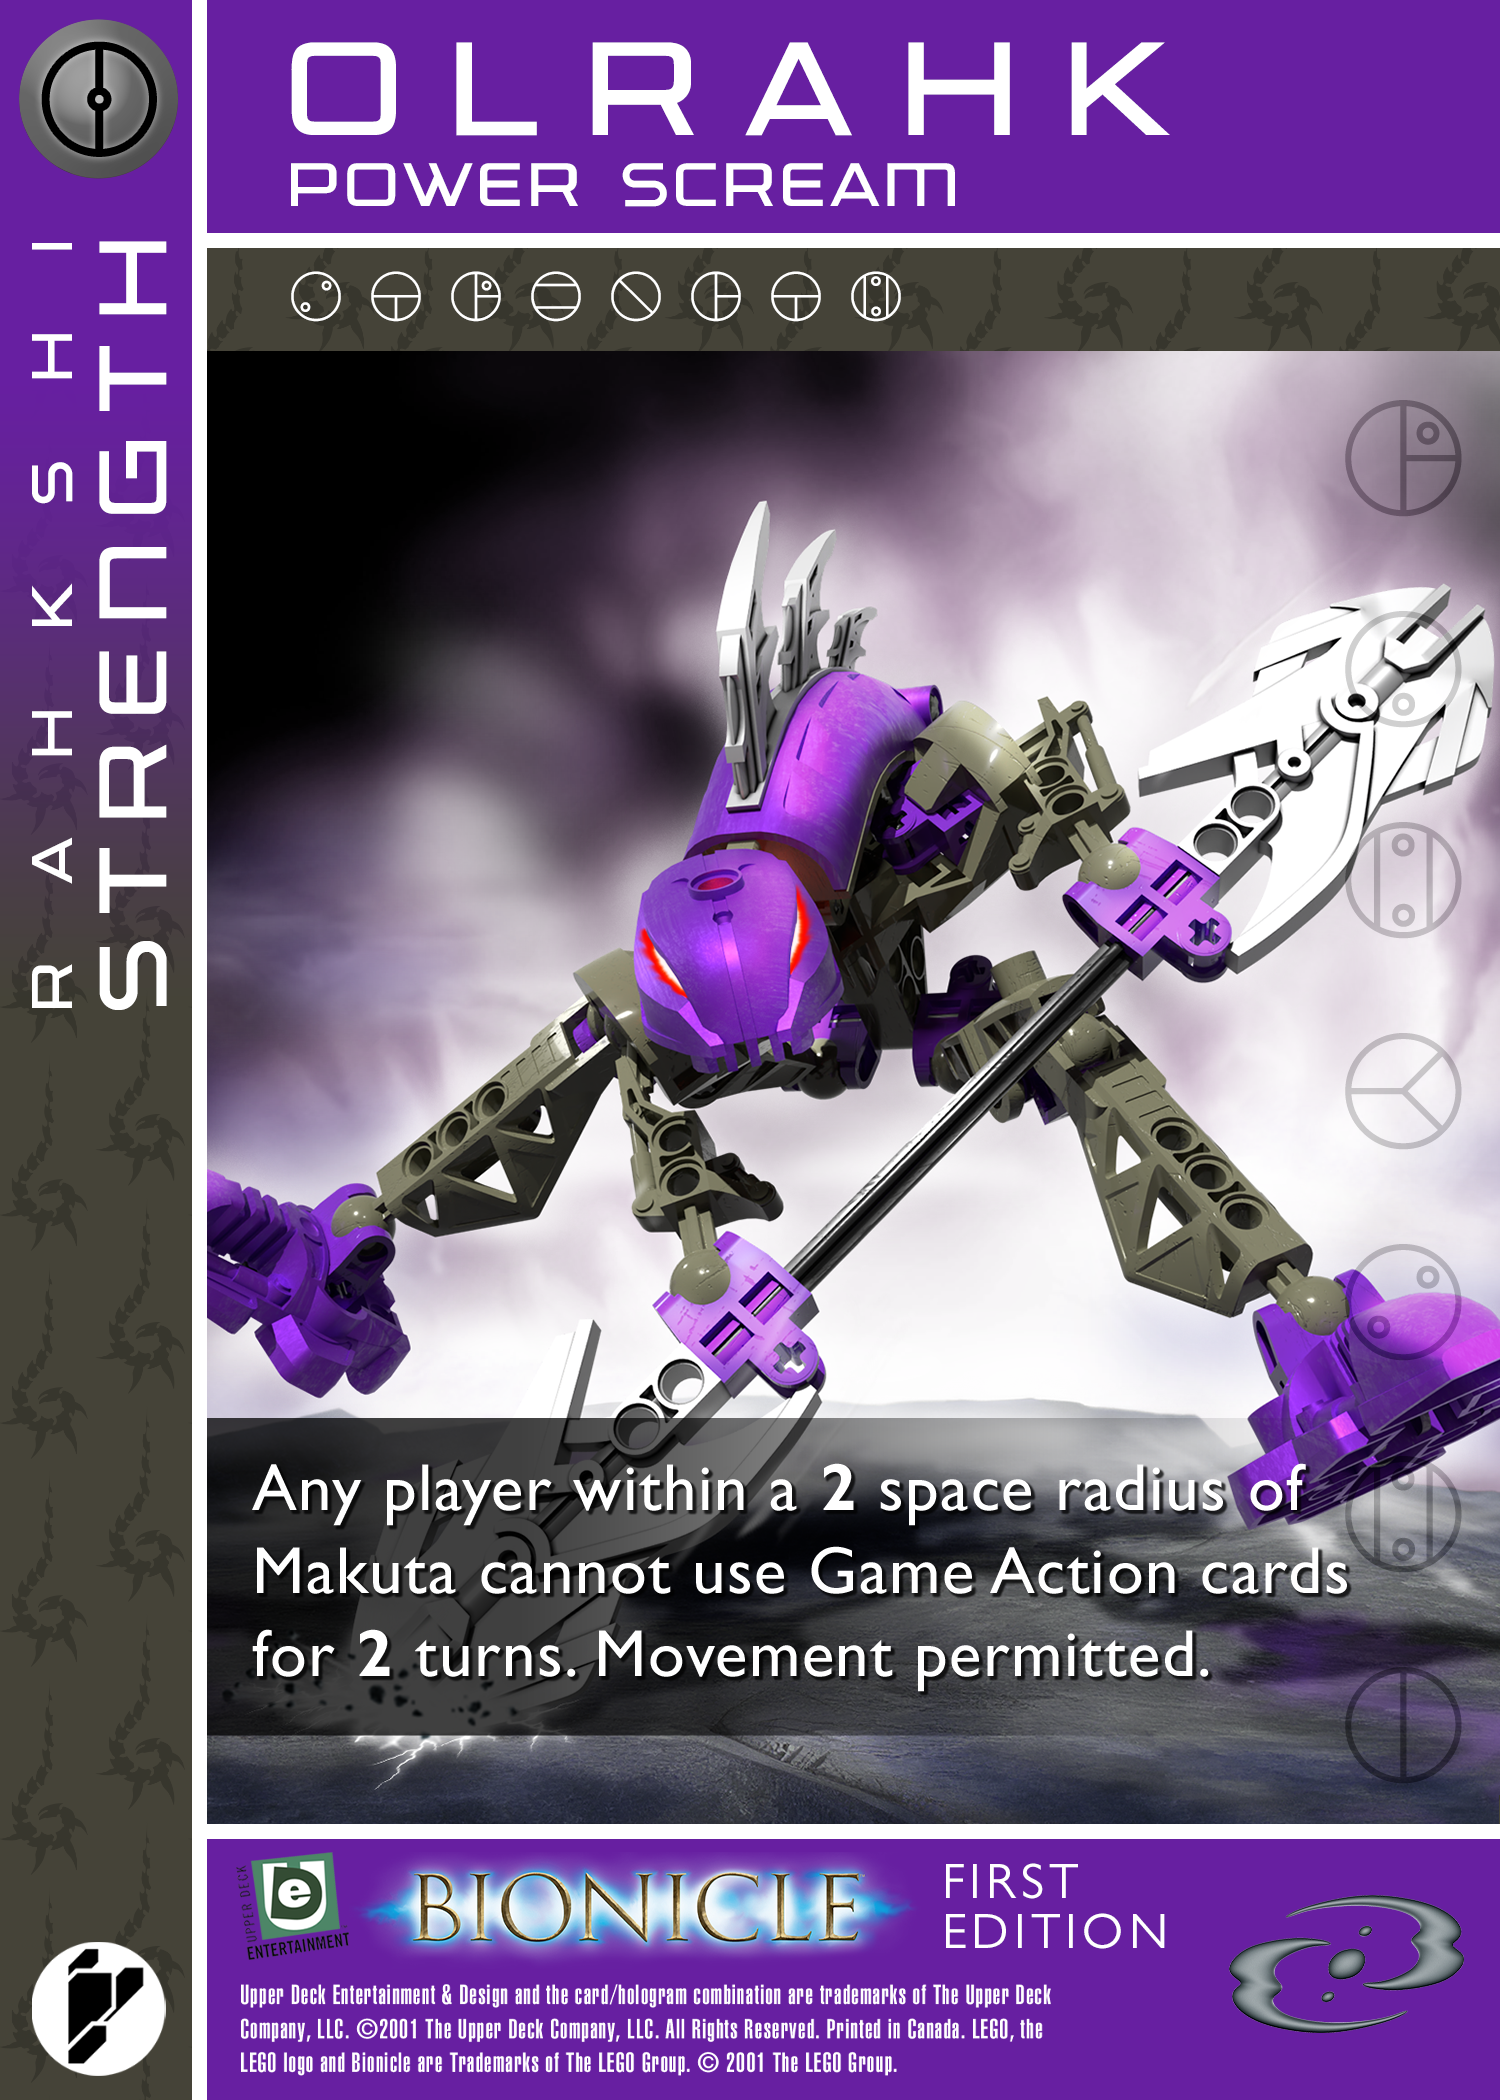 OLRAHK
POWER SCREAM
RAHKSHI
STRENGTH
Any player within a 2 space radius of
Makuta cannot use Game Action cards
for 2 turns. Movement permitted.
UPPER DECK
e
ENTERTAINMENT
BIONICLE
FIRST
EDITION
Upper Deck Entertainment & Design and the card/hologram combination are trademarks of The Upper Deck
Company, LLC. ©2001 The Upper Deck Company, LLC. All Rights Reserved. Printed in Canada. LEGO, the
LEGO logo and Bionicle are Trademarks of The LEGO Group. © 2001 The LEGO Group.